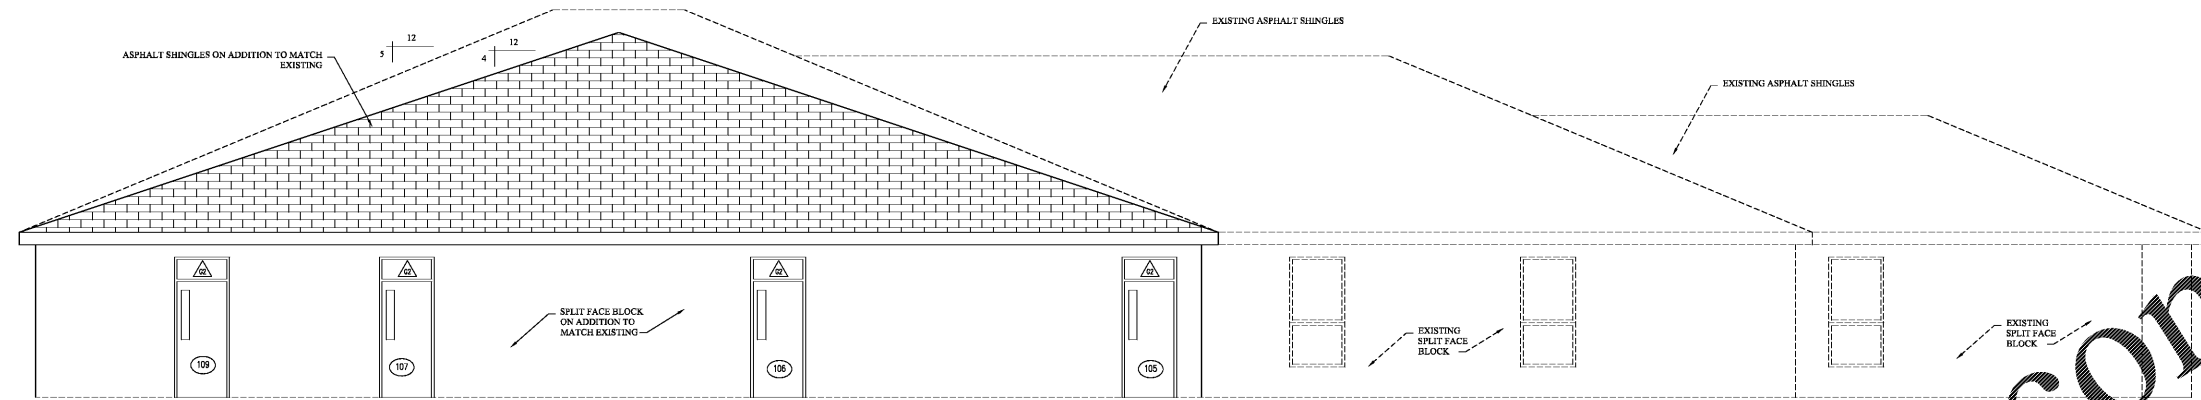 EXISTING ASPHALT SHINGLES
12
5
12
4
ASPHALT SHINGLES ON ADDITION TO MATCH
EXISTING
EXISTING ASPHALT SHINGLES
G2
G2
G2
G2
SPLIT FACE BLOCK
ON ADDITION TO
MATCH EXISTING
EXISTING
SPLIT FACE
BLOCK
EXISTING
SPLIT FACE
BLOCK
109
107
106
105
con